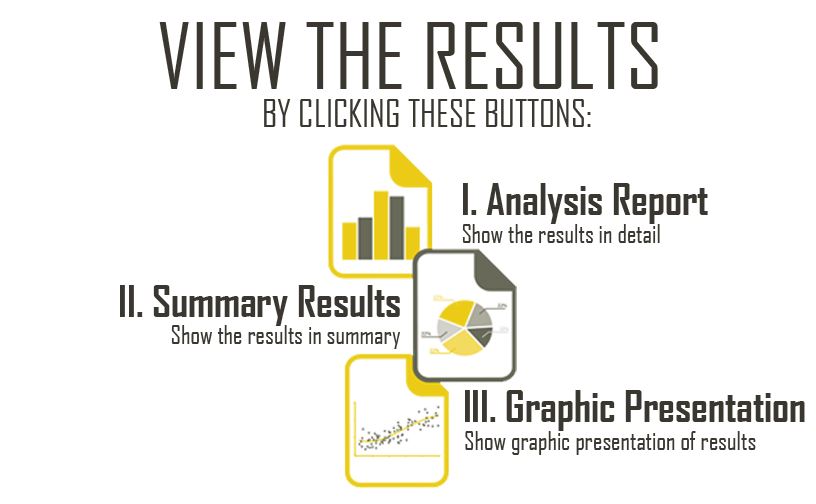 VIEW THE RESULTS
BY CLICKING THESE BUTTONS:
I. Analysis Report
Show the results in detail
II. Summary Results
Show the results in summary
III. Graphic Presentation
Show graphic presentation of results